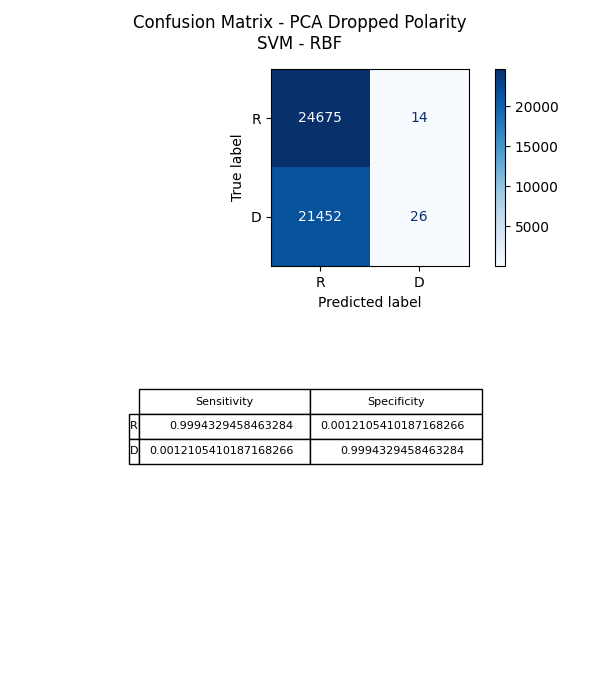 Confusion Matrix - PCA Dropped Polarity
SVM - RBF
True label
R 24675 14
D 21452 26
R D
Predicted label
20000
15000
10000
5000
Sensitivity Specificity
R 0.9994329458463284 0.0012105410187168266
D 0.0012105410187168266 0.9994329458463284